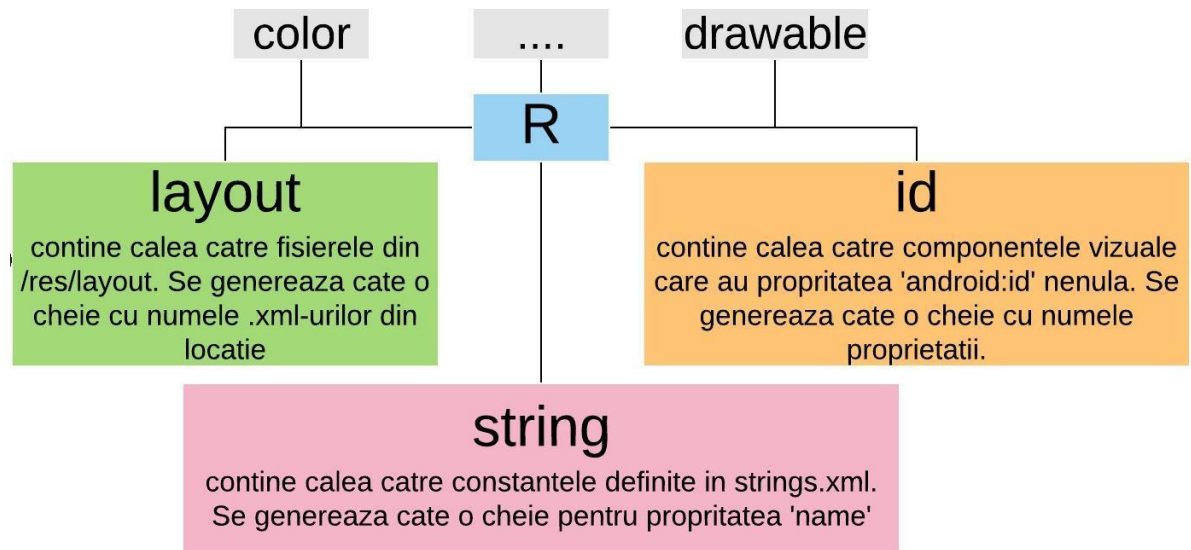 color
....
drawable
R
layout
contine calea catre fisierele din
/res/layout. Se genereaza cate o
cheie cu numele .xml-urilor din
locatie
id
contine calea catre componentele vizuale
care au propritatea 'android:id' nenula. Se
genereaza cate o cheie cu numele
proprietatii.
string
contine calea catre constantele definite in strings.xml.
Se genereaza cate o cheie pentru propritatea 'name'